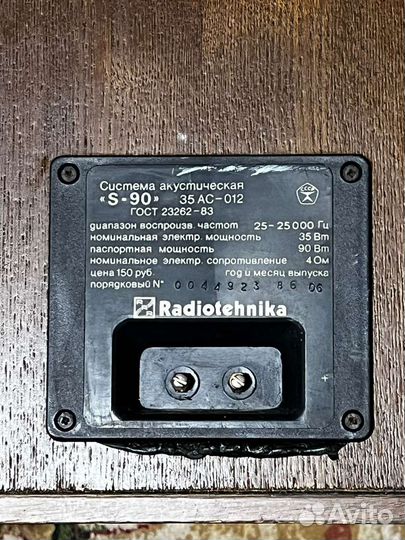 Система акустическая
«S-90» 35 АС-012
ГОСТ 23262-83
диапазон воспроизв. частот 25-25 000 Гц
номинальная электр. мощность 35 Вт
паспортная мощность 90 Вт
номинальное электр. сопротивление 4 Ом
цена 150 руб. год и месяц выпуска
порядковый № 0044923 86 06
Radiotehnika
Avito